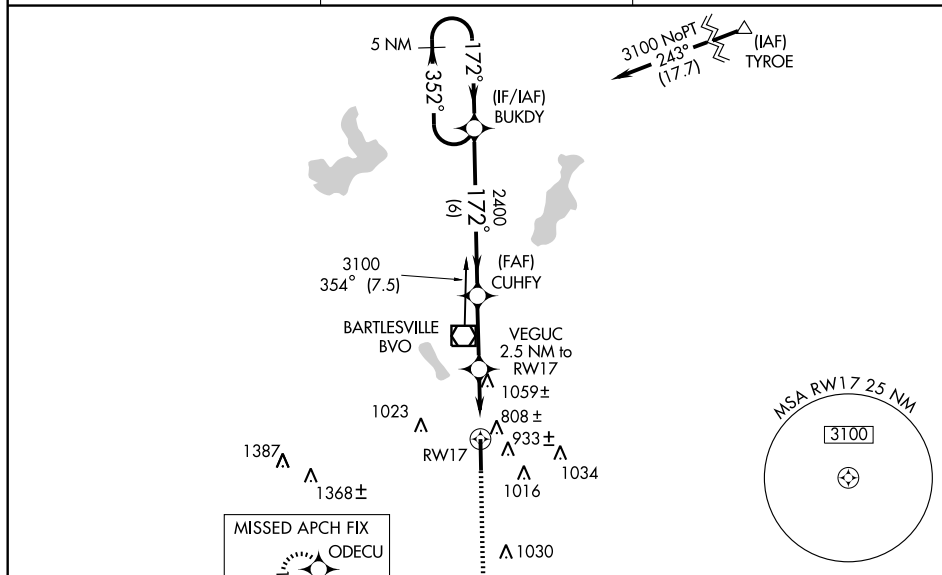 5 NM
172°
352°
(IF/IAF)
BUKDY
3100 NoPT
243°
(17.7)
(IAF)
TYROE
2400
172°
(6)
3100
354° (7.5)
(FAF)
CUHFY
BARTLESVILLE
BVO
VEGUC
2.5 NM to
RW17
1059±
1023
808 ±
933±
RW17
1034
1016
1387
1368±
MSA RW17 25 NM
3100
MISSED APCH FIX
ODECU
1030